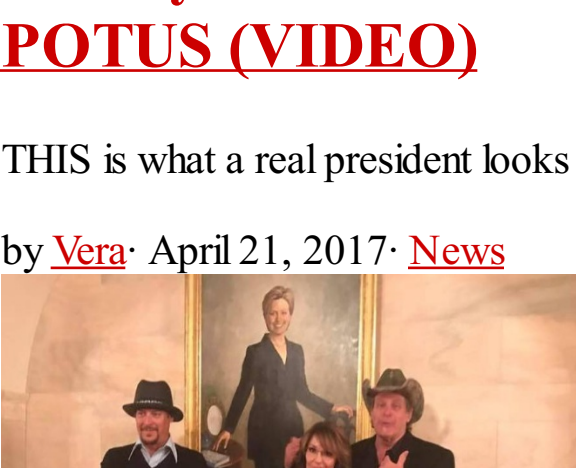 POTUS (VIDEO)
THIS is what a real president looks
by Vera· April 21, 2017· News